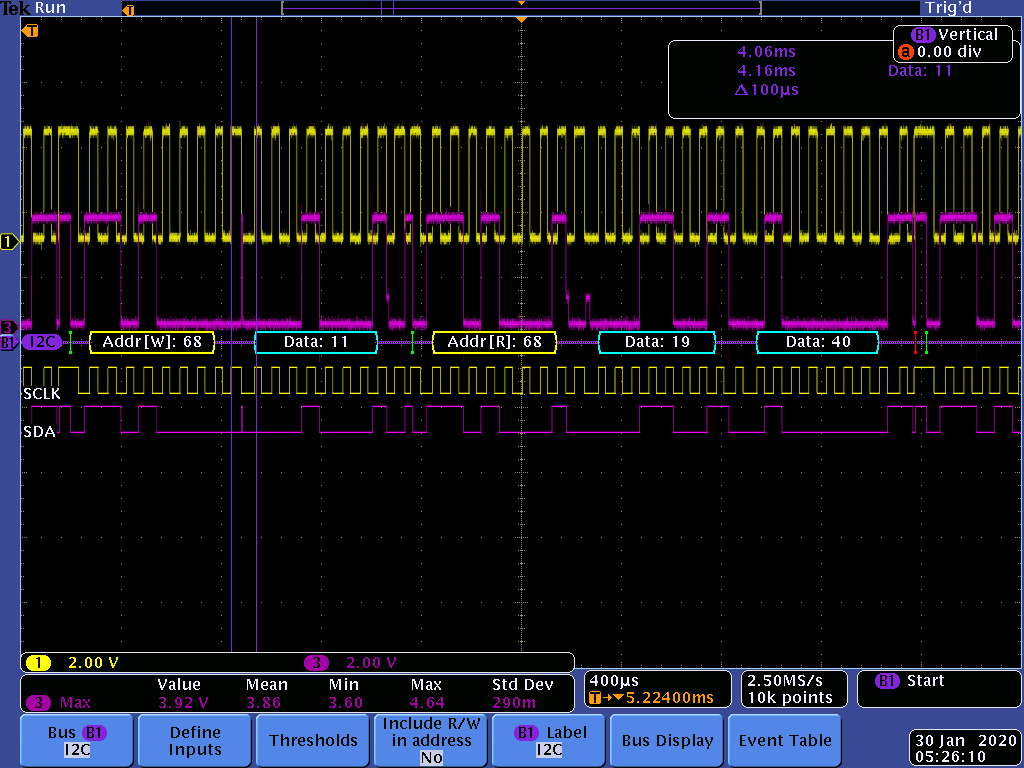 Tek Run
Trig'd
T
T
B1 Vertical
a 0.00 div
4.06ms
4.16ms Data: 11
Δ100µs
1
3
B1 I2C Addr[W]: 68 Data: 11 Addr[R]: 68 Data: 19 Data: 40
SCLK
SDA
1 2.00 V 3 2.00 V
Value Mean Min Max Std Dev
3 Max 3.92 V 3.86 3.60 4.64 290m
400µs
T→▼5.22400ms
2.50MS/s
10k points
B1 Start
Bus B1
I2C
Define
Inputs
Thresholds
Include R/W
in address
No
B1 Label
I2C
Bus Display
Event Table
30 Jan 2020
05:26:10